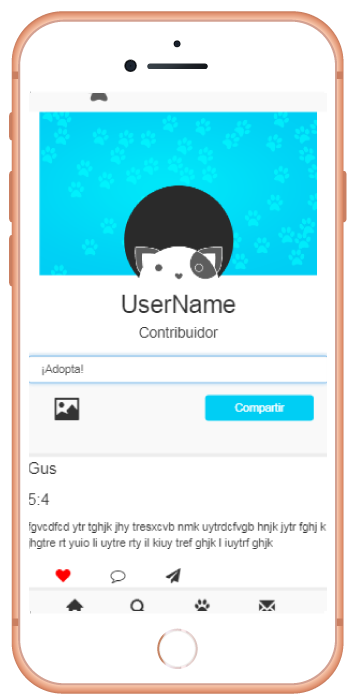 UserName
Contribuidor
¡Adopta!
Compartir
Gus
5:4
fgvcdfcd ytr tghjk jhy tresxcvb nmk uytrdcfvgb hnjk jytr fghj k
jhgtre rt yuio li uytre rty il kiuy tref ghjk l iuytrf ghjk